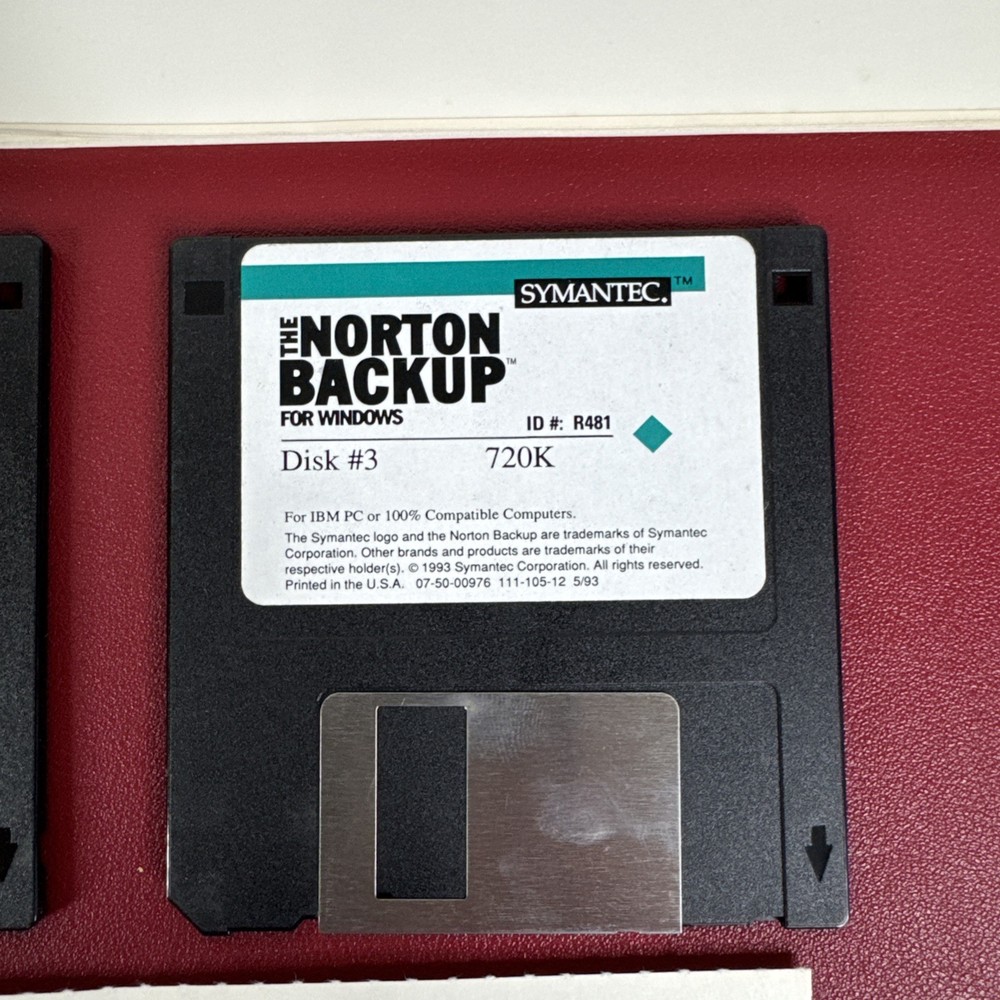 SYMANTEC.™
THE NORTON
BACKUP™
FOR WINDOWS
ID #: R481
Disk #3 720K
For IBM PC or 100% Compatible Computers.
The Symantec logo and the Norton Backup are trademarks of Symantec
Corporation. Other brands and products are trademarks of their
respective holder(s). © 1993 Symantec Corporation. All rights reserved.
Printed in the U.S.A. 07-50-00976 111-105-12 5/93